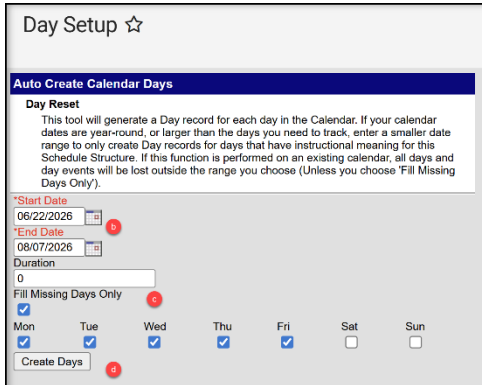 Day Setup ☆
Auto Create Calendar Days
Day Reset
This tool will generate a Day record for each day in the Calendar. If your calendar
dates are year-round, or larger than the days you need to track, enter a smaller date
range to only create Day records for days that have instructional meaning for this
Schedule Structure. If this function is performed on an existing calendar, all days and
day events will be lost outside the range you choose (Unless you choose 'Fill Missing
Days Only').
*Start Date
06/22/2026
b
*End Date
08/07/2026
Duration
0
Fill Missing Days Only
c
Mon Tue Wed Thu Fri Sat Sun
Create Days
d